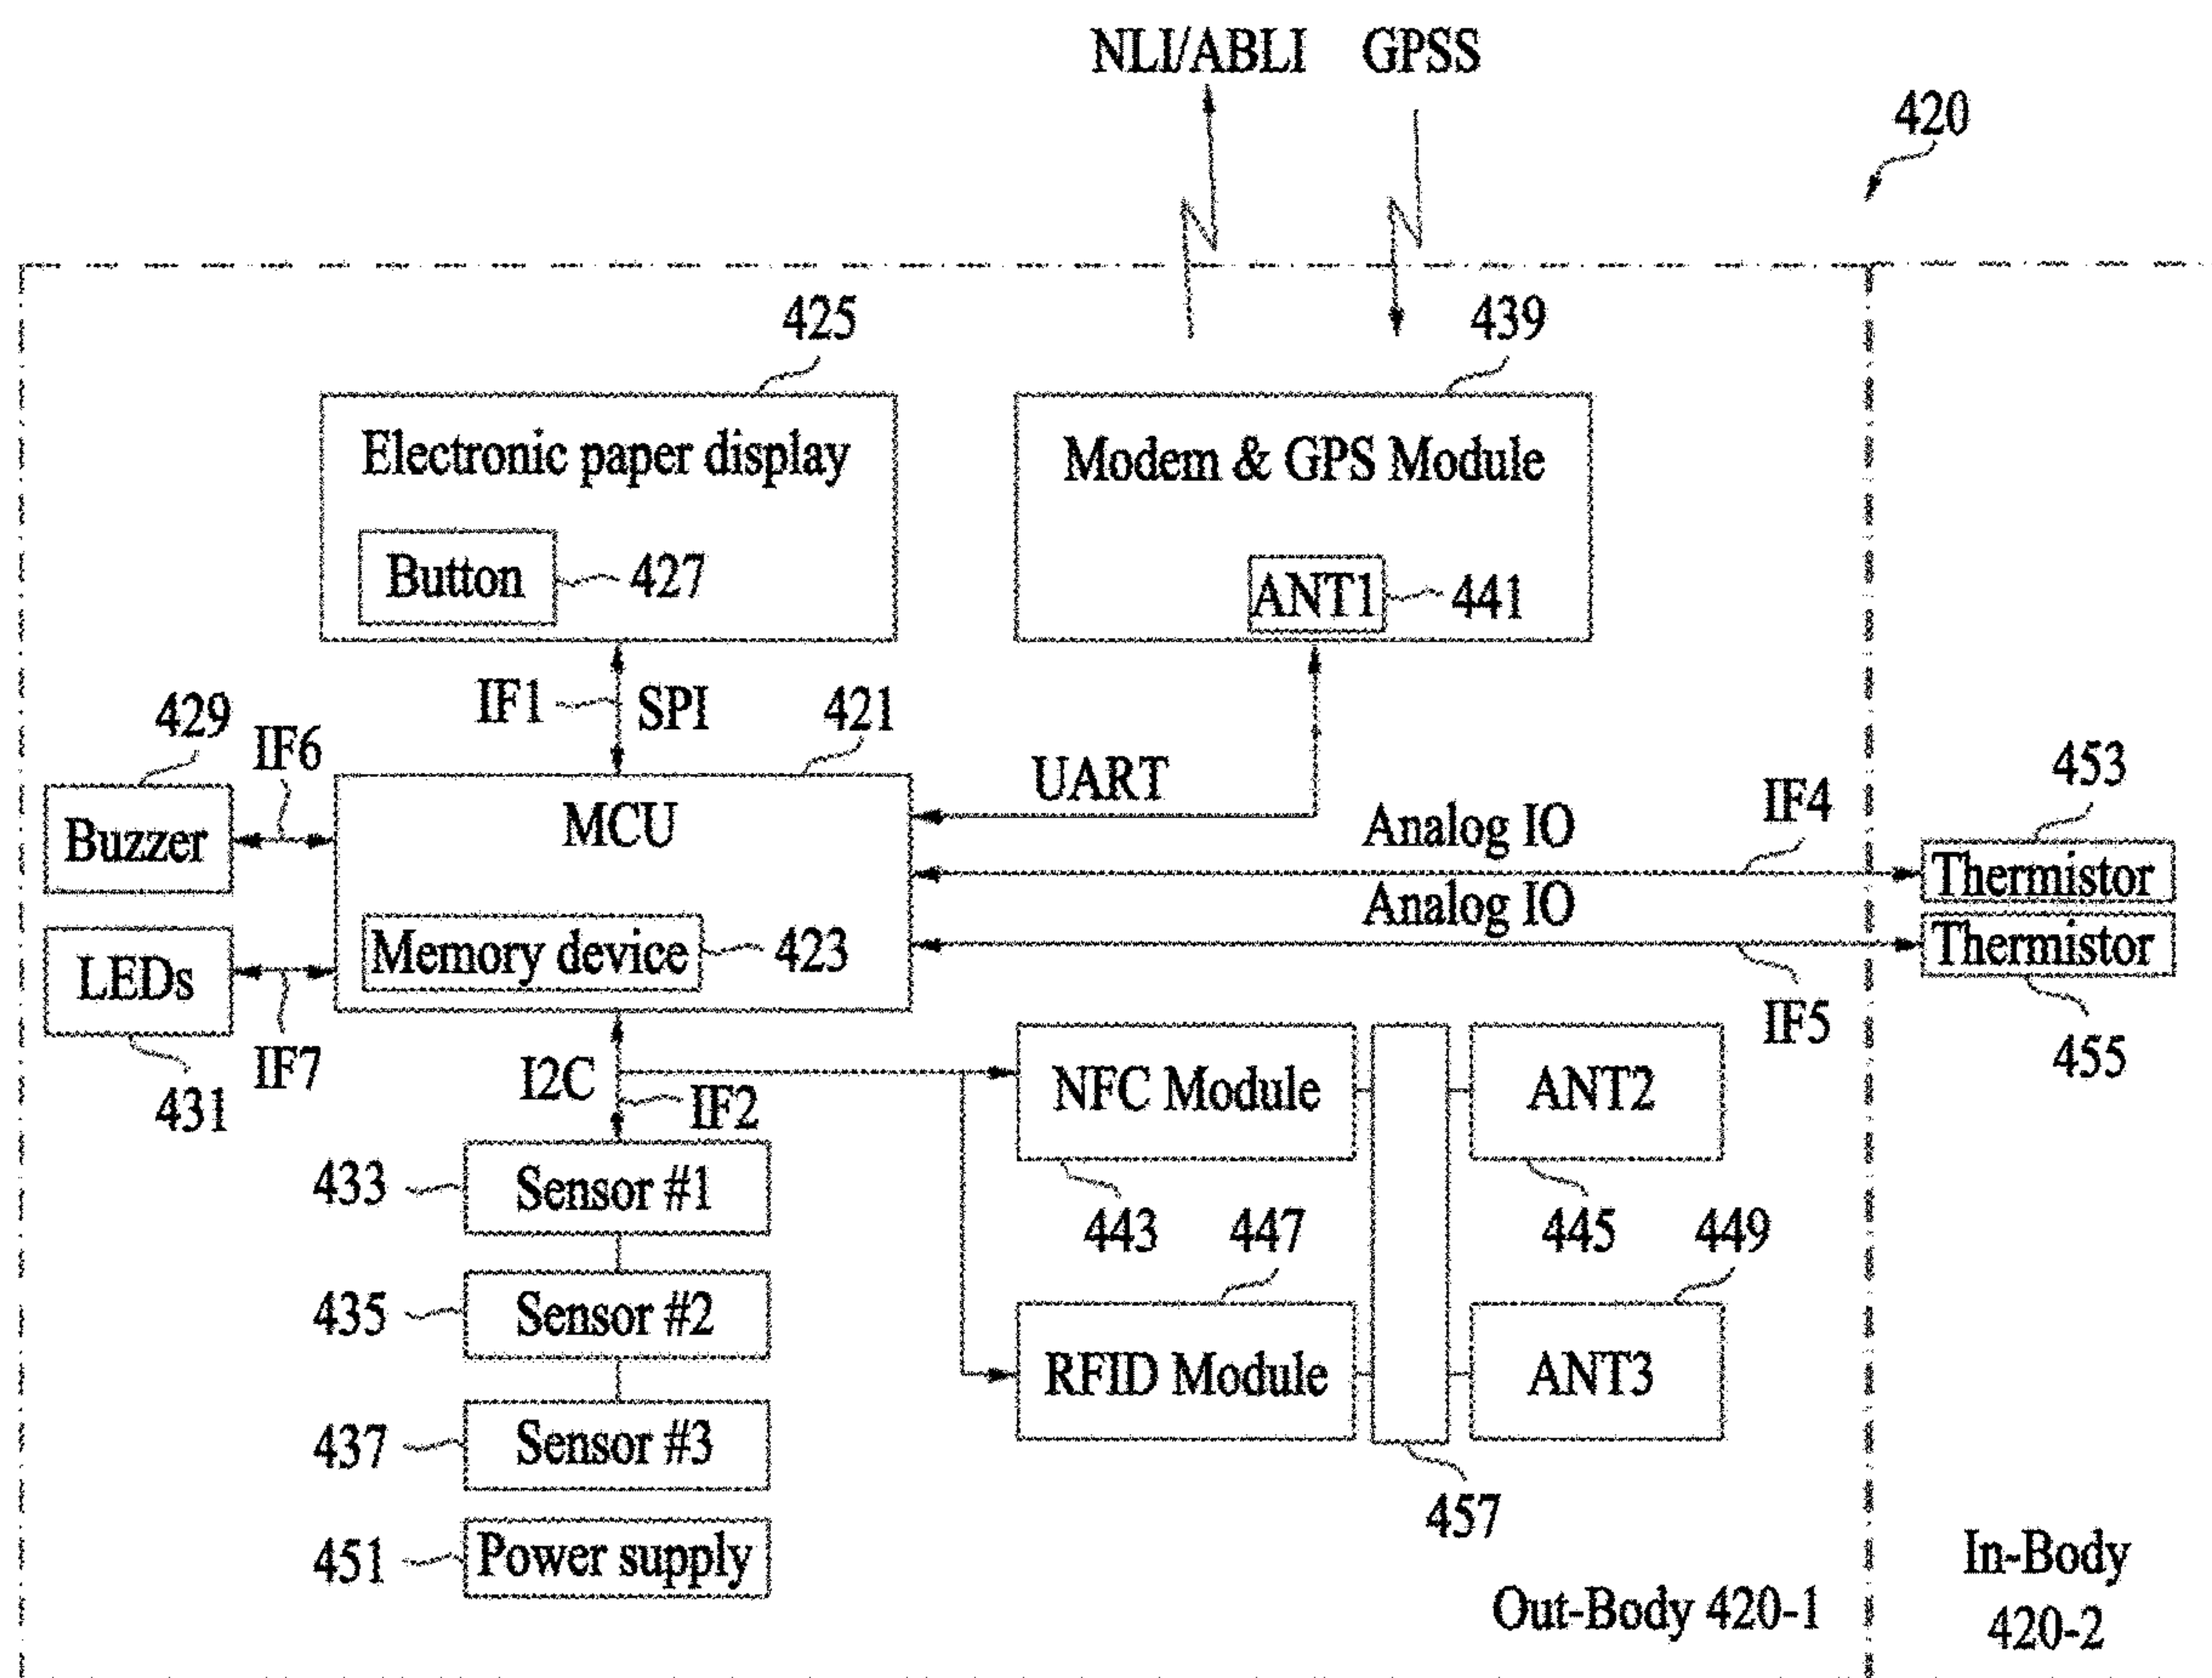 NLI/ABLI GPSS
420
425
439
Electronic paper display
Modem & GPS Module
Button
427
ANT1
441
IF1
SPI
421
429
IF6
UART
453
IF4
Buzzer
MCU
Analog IO
Thermistor
Analog IO
Memory device
423
Thermistor
LEDs
IF7
431
I2C
IF2
IF5
455
NFC Module
ANT2
433
Sensor #1
443
447
445
449
435
Sensor #2
RFID Module
ANT3
437
Sensor #3
457
451
Power supply
Out-Body 420-1
In-Body
420-2